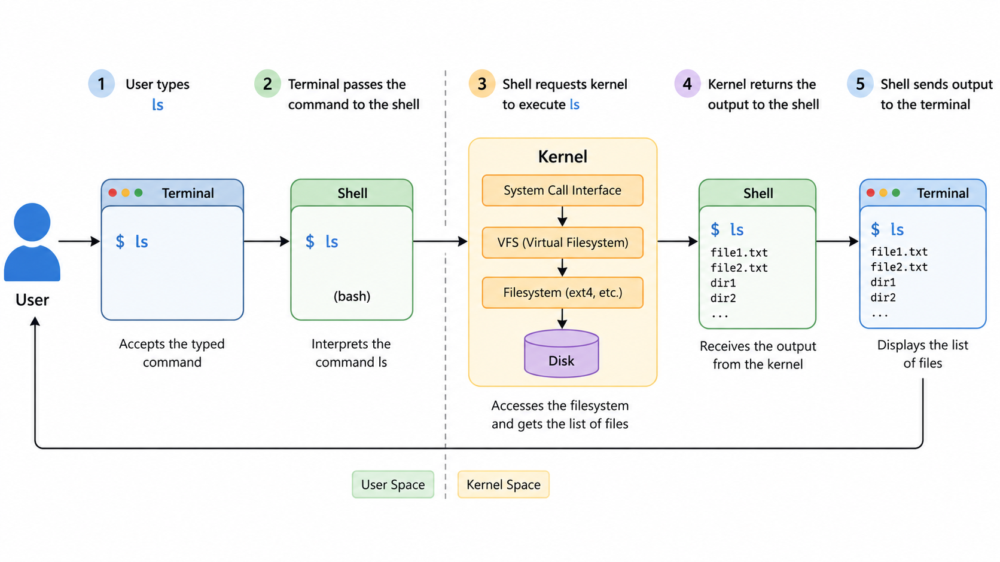 1
User types
ls
2
Terminal passes the
command to the shell
3
Shell requests kernel
to execute ls
4
Kernel returns the
output to the shell
5
Shell sends output
to the terminal
User
Terminal
$ ls
Accepts the typed
command
Shell
$ ls
(bash)
Interprets the
command ls
Kernel
System Call Interface
VFS (Virtual Filesystem)
Filesystem (ext4, etc.)
Disk
Accesses the filesystem
and gets the list of files
Shell
$ ls
file1.txt
file2.txt
dir1
dir2
...
Receives the output
from the kernel
Terminal
$ ls
file1.txt
file2.txt
dir1
dir2
...
Displays the list
of files
User Space
Kernel Space